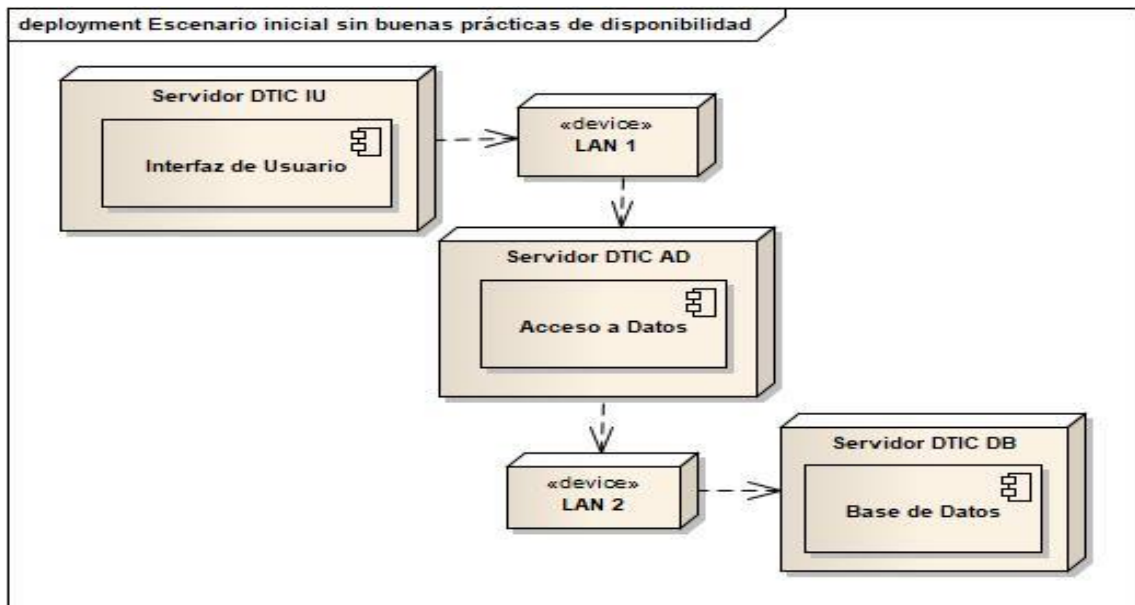 deployment Escenario inicial sin buenas prácticas de disponibilidad
Servidor DTIC IU
Interfaz de Usuario
«device»
LAN 1
Servidor DTIC AD
Acceso a Datos
«device»
LAN 2
Servidor DTIC DB
Base de Datos